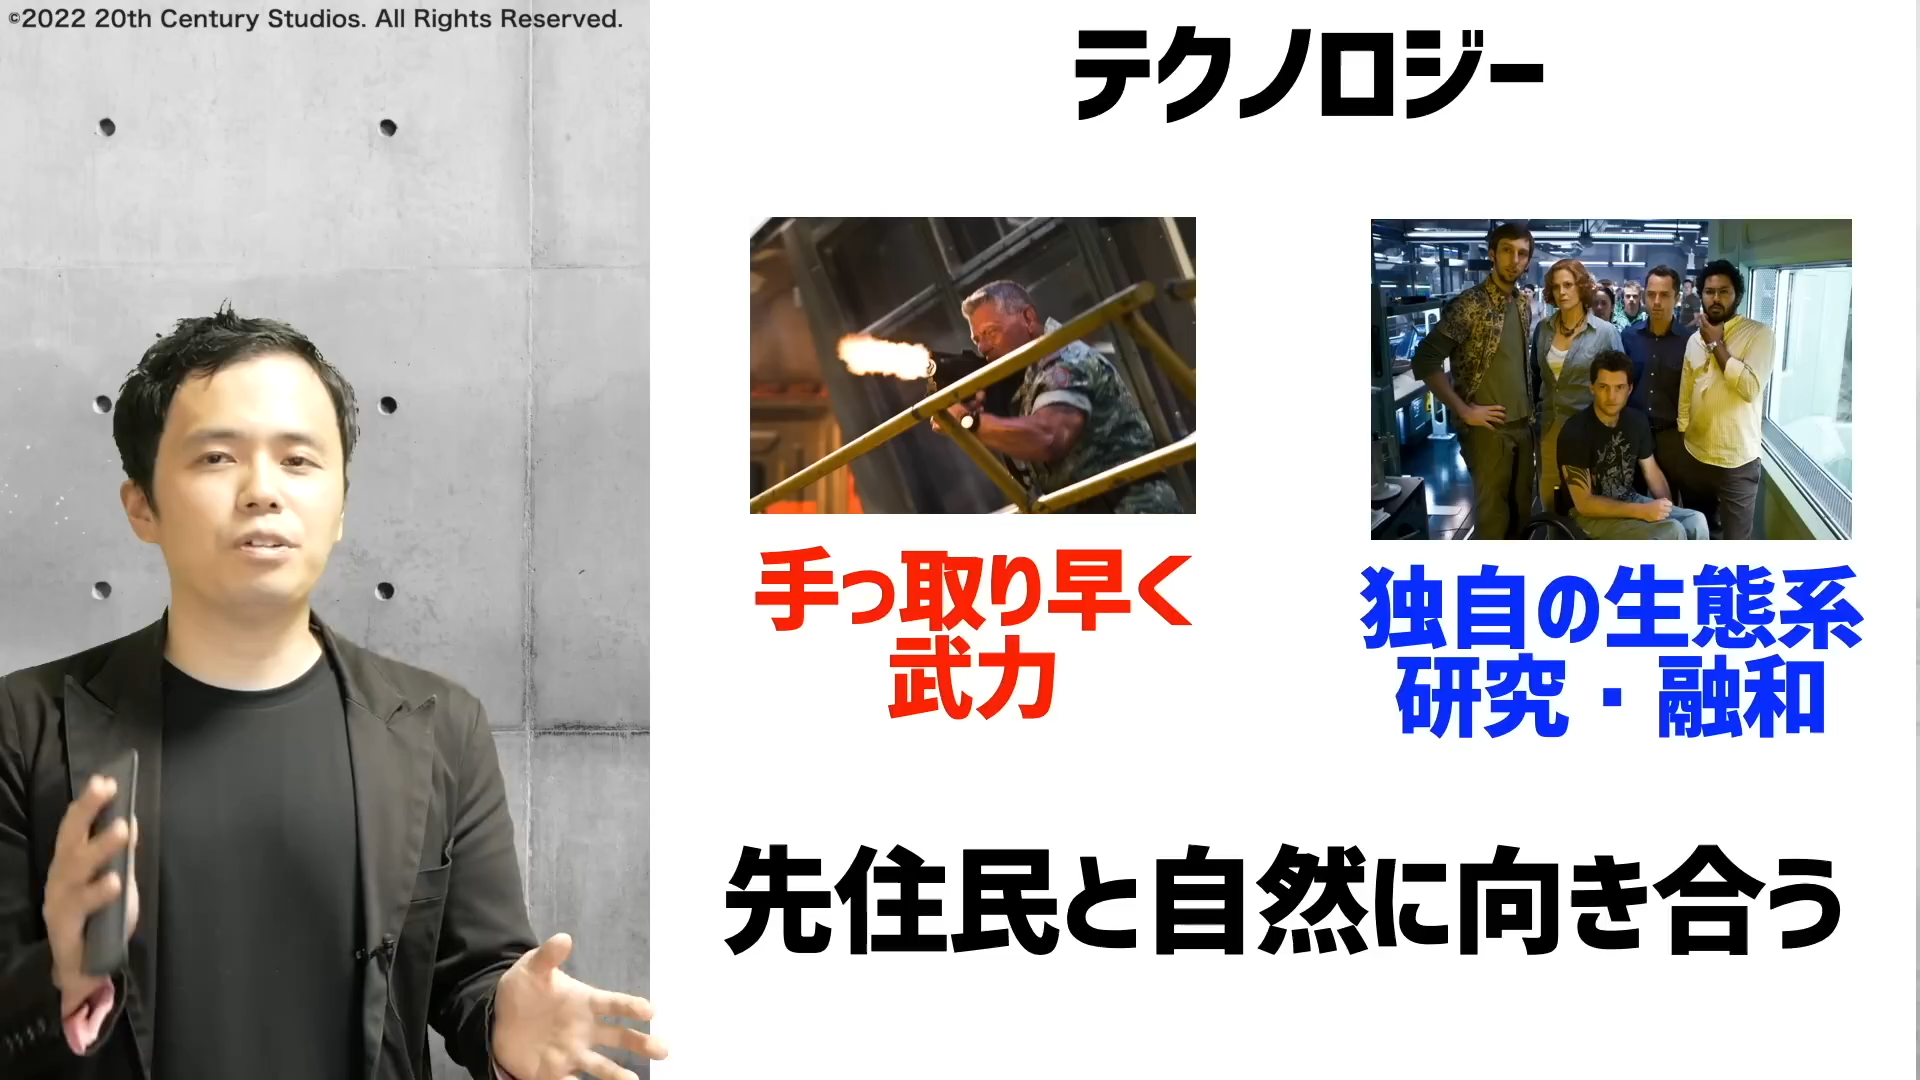 ©2022 20th Century Studios. All Rights Reserved.
テクノロジー
手っ取り早く
武力
独自の生態系
研究・融和
先住民と自然に向き合う